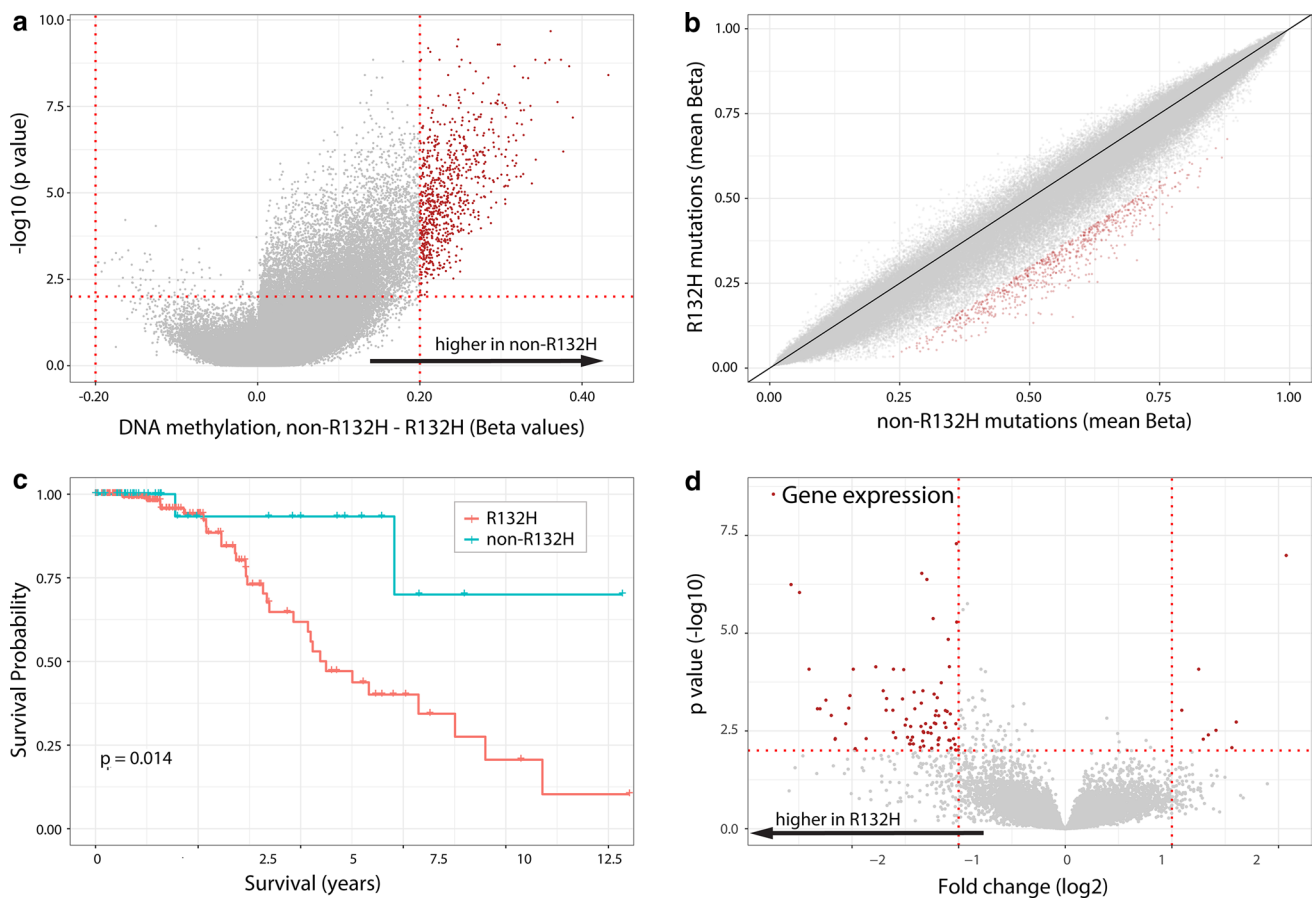 a
10.0
7.5
5.0
2.5
0.0
-log10 (p value)
higher in non-R132H
-0.20
0.0
0.20
0.40
DNA methylation, non-R132H - R132H (Beta values)
b
1.00
0.75
0.50
0.25
0.00
R132H mutations (mean Beta)
0.00
0.25
0.50
0.75
1.00
non-R132H mutations (mean Beta)
c
1.00
0.75
0.50
0.25
0.00
Survival Probability
R132H
non-R132H
p = 0.014
0
2.5
5
7.5
10
12.5
Survival (years)
d
Gene expression
7.5
5.0
2.5
0.0
p value (-log10)
higher in R132H
−2
−1
0
1
2
Fold change (log2)